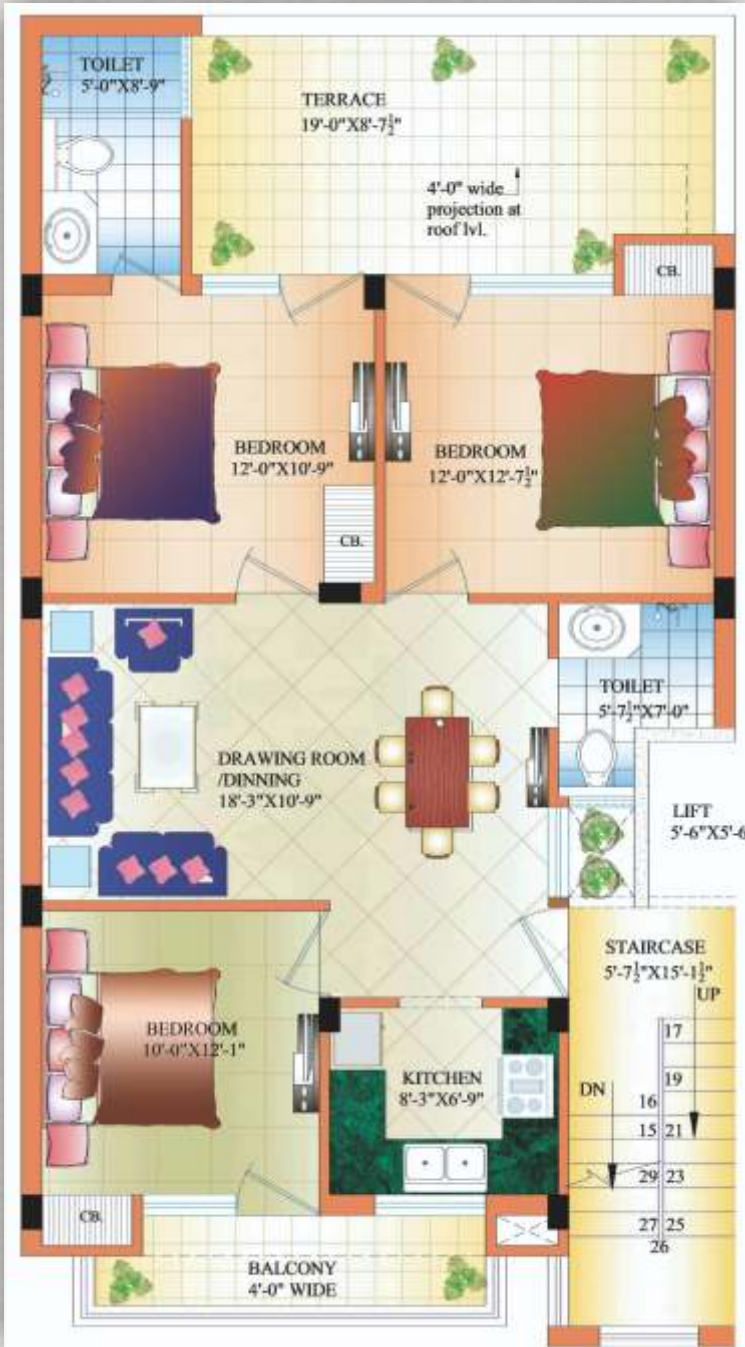 TOILET
5'-0"X8'-9"
TERRACE
19'-0"X8'-7½"
4'-0" wide
projection at
roof lvl.
CB.
BEDROOM
12'-0"X10'-9"
BEDROOM
12'-0"X12'-7½"
CB.
TOILET
5'-7½"X7'-0"
DRAWING ROOM
/DINNING
18'-3"X10'-9"
LIFT
5'-6"X5'-6
STAIRCASE
5'-7½"X15'-1½"
UP
BEDROOM
10'-0"X12'-1"
KITCHEN
8'-3"X6'-9"
DN
17
19
16
15 21
29 23
27 25
26
CB.
BALCONY
4'-0" WIDE